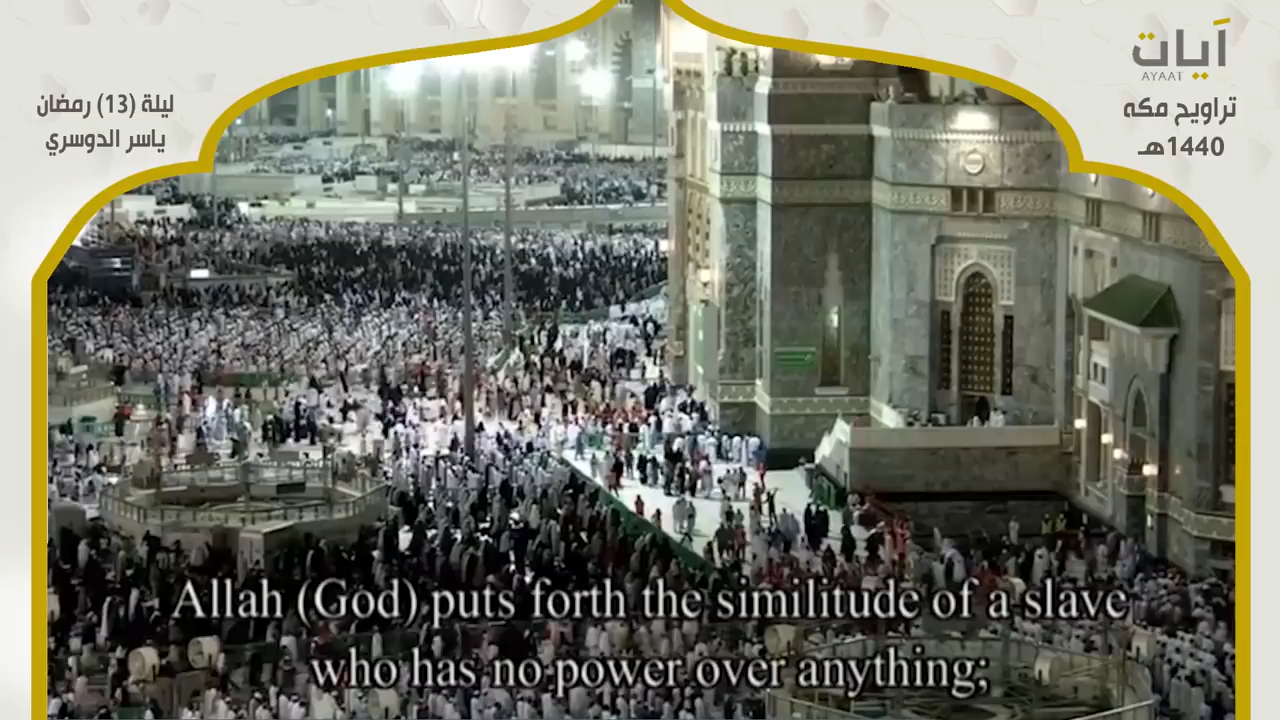 آيات
AYAAT
تراويح مكه
1440هـ
ليلة (13) رمضان
ياسر الدوسري
Allah (God) puts forth the similitude of a slave
who has no power over anything;